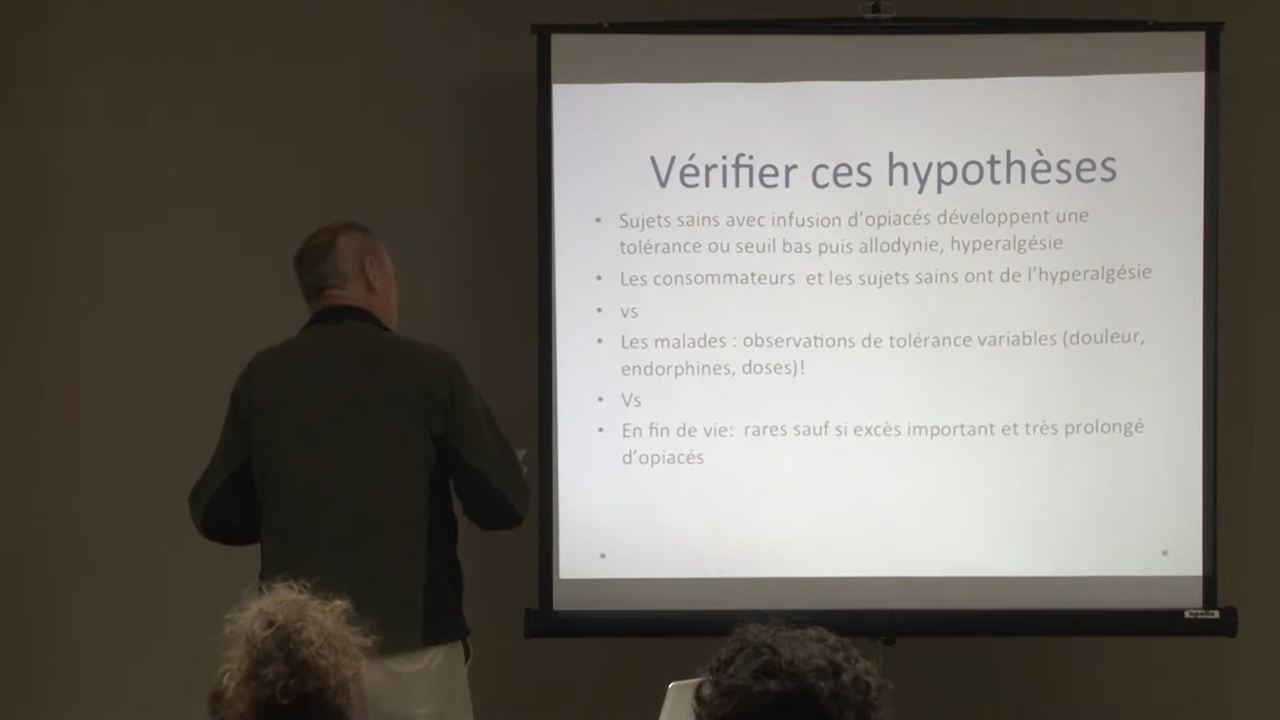 Vérifier ces hypothèses
• Sujets sains avec infusion d'opiacés développent une
tolérance ou seuil bas puis allodynie, hyperalgésie
• Les consommateurs et les sujets sains ont de l'hyperalgésie
• vs
• Les malades : observations de tolérance variables (douleur,
endorphines, doses)!
• Vs
• En fin de vie: rares sauf si excès important et très prolongé
d'opiacés
apollo